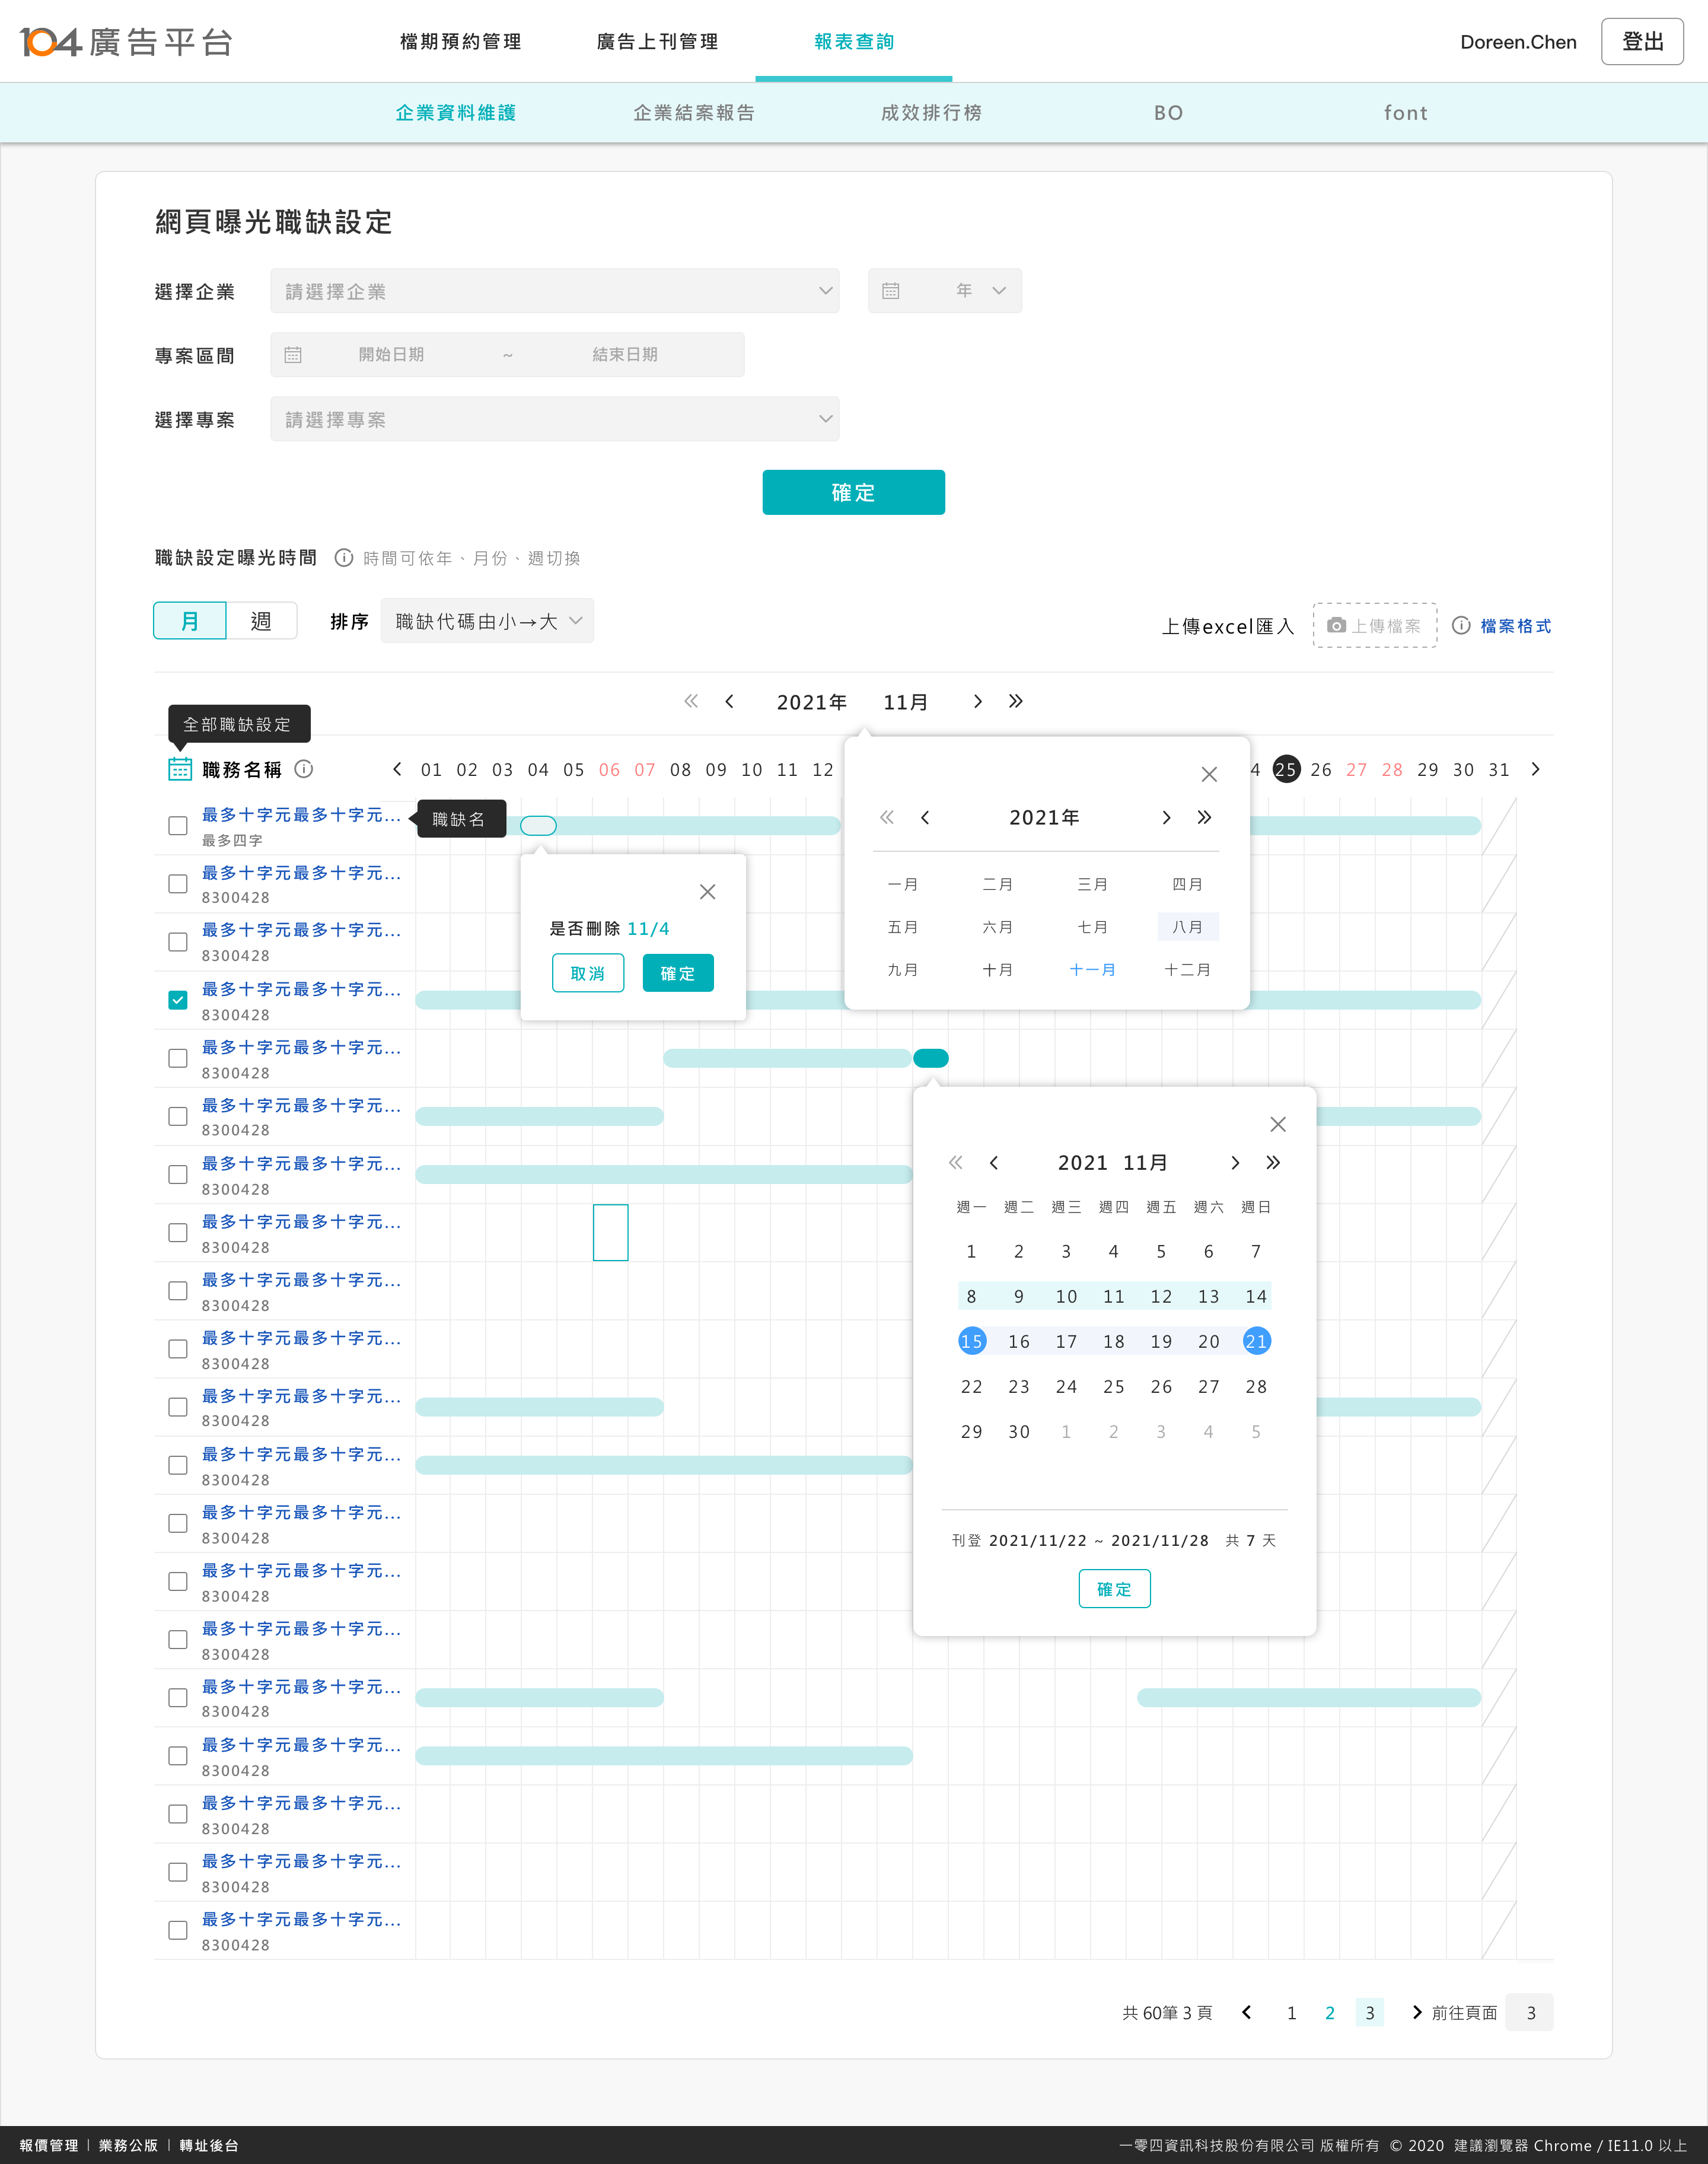 104廣告平台 檔期預約管理 廣告上刊管理 報表查詢 Doreen.Chen 登出
企業資料維護 企業結案報告 成效排行榜 BO font
網頁曝光職缺設定
選擇企業 請選擇企業 年
專案區間 開始日期 ~ 結束日期
選擇專案 請選擇專案
確定
職缺設定曝光時間 時間可依年、月份、週切換
月 週 排序 職缺代碼由小→大 上傳excel匯入 上傳檔案 檔案格式
2021年 11月
全部職缺設定
職務名稱 01 02 03 04 05 06 07 08 09 10 11 12 4 25 26 27 28 29 30 31
最多十字元最多十字元...
最多四字
職缺名
最多十字元最多十字元...
8300428
最多十字元最多十字元...
8300428
最多十字元最多十字元...
8300428
最多十字元最多十字元...
8300428
最多十字元最多十字元...
8300428
最多十字元最多十字元...
8300428
最多十字元最多十字元...
8300428
最多十字元最多十字元...
8300428
最多十字元最多十字元...
8300428
最多十字元最多十字元...
8300428
最多十字元最多十字元...
8300428
最多十字元最多十字元...
8300428
最多十字元最多十字元...
8300428
最多十字元最多十字元...
8300428
最多十字元最多十字元...
8300428
最多十字元最多十字元...
8300428
最多十字元最多十字元...
8300428
最多十字元最多十字元...
8300428
最多十字元最多十字元...
8300428
是否刪除 11/4
取消 確定
2021年
一月 二月 三月 四月
五月 六月 七月 八月
九月 十月 十一月 十二月
2021 11月
週一 週二 週三 週四 週五 週六 週日
1 2 3 4 5 6 7
8 9 10 11 12 13 14
15 16 17 18 19 20 21
22 23 24 25 26 27 28
29 30 1 2 3 4 5
刊登 2021/11/22 ~ 2021/11/28 共 7 天
確定
共 60筆 3 頁 1 2 3 前往頁面 3
報價管理 | 業務公版 | 轉址後台 一零四資訊科技股份有限公司 版權所有 © 2020 建議瀏覽器 Chrome / IE11.0 以上